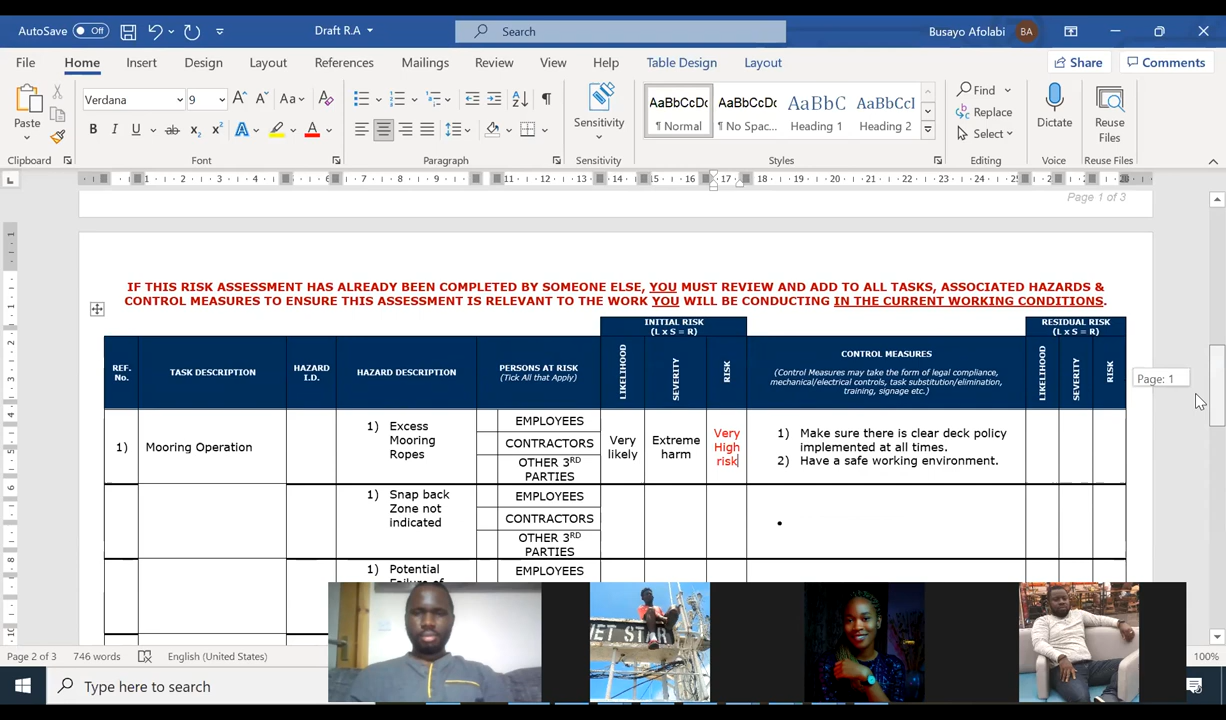 AutoSave Off
Draft R.A
Search
Busayo Afolabi
BA
File Home Insert Design Layout References Mailings Review View Help Table Design Layout
Share
Comments
Paste
Verdana
9
Aa
A
B I U ab x₂ x² A A
Sensitivity
AaBbCcDc AaBbCcDc AaBbC AaBbCcI
¶ Normal ¶ No Spac... Heading 1 Heading 2
Find
Replace
Select
Dictate
Reuse
Files
Clipboard Font Paragraph Sensitivity Styles Editing Voice Reuse Files
Page 1 of 3
IF THIS RISK ASSESSMENT HAS ALREADY BEEN COMPLETED BY SOMEONE ELSE, YOU MUST REVIEW AND ADD TO ALL TASKS, ASSOCIATED HAZARDS &
CONTROL MEASURES TO ENSURE THIS ASSESSMENT IS RELEVANT TO THE WORK YOU WILL BE CONDUCTING IN THE CURRENT WORKING CONDITIONS.
INITIAL RISK
(L x S = R)
RESIDUAL RISK
(L x S = R)
REF.
No.
TASK DESCRIPTION
HAZARD
I.D.
HAZARD DESCRIPTION
PERSONS AT RISK
(Tick All that Apply)
LIKELIHOOD
SEVERITY
RISK
CONTROL MEASURES
(Control Measures may take the form of legal compliance,
mechanical/electrical controls, task substitution/elimination,
training, signage etc.)
LIKELIHOOD
SEVERITY
RISK
Page: 1
1)
Mooring Operation
1) Excess
Mooring
Ropes
EMPLOYEES
CONTRACTORS
OTHER 3RD
PARTIES
Very
likely
Extreme
harm
Very
High
risk
1) Make sure there is clear deck policy
implemented at all times.
2) Have a safe working environment.
1) Snap back
Zone not
indicated
EMPLOYEES
CONTRACTORS
OTHER 3RD
PARTIES
•
1) Potential
Failure of
EMPLOYEES
Page 2 of 3 746 words English (United States)
100%
Type here to search